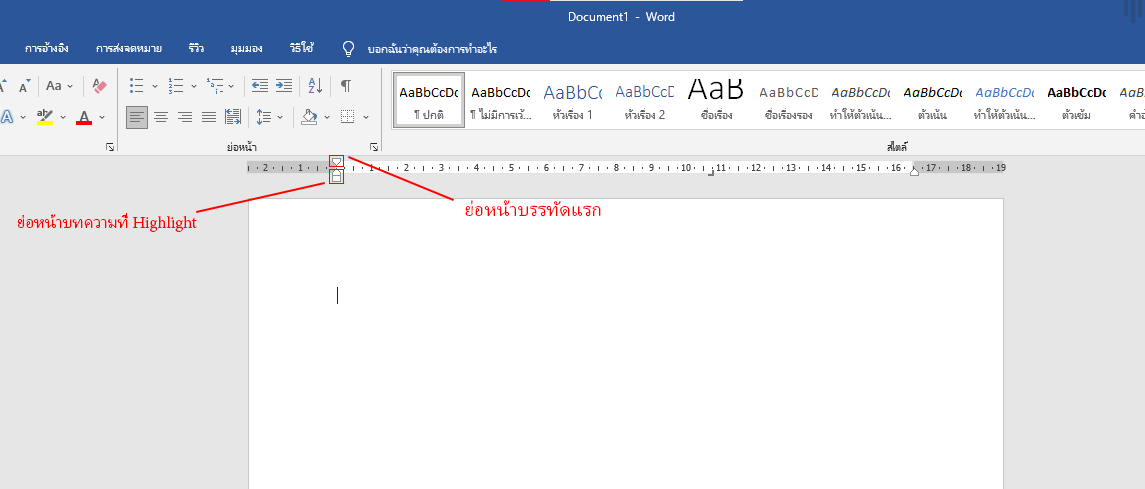 Document1 - Word
การอ้างอิง การส่งจดหมาย รีวิว มุมมอง วิธีใช้ บอกฉันว่าคุณต้องการทำอะไร
Aa
A A
AaBbCcDc AaBbCcDc AaBbCc AaBbCcD AaB AaBbCcD AaBbCcDc AaBbCcDc AaBbCcDc AaBbCcDc AaBbCcDc
¶ ปกติ ¶ ไม่มีการเว้... หัวเรื่อง 1 หัวเรื่อง 2 ชื่อเรื่อง ชื่อเรื่องรอง ทำให้ตัวเน้น... ตัวเน้น ทำให้ตัวเน้น... ตัวเข้ม
ย่อหน้า สไตล์
2 1 1 2 3 4 5 6 7 8 9 10 11 12 13 14 15 16 17 18 19
ย่อหน้าบทความที่ Highlight
ย่อหน้าบรรทัดแรก